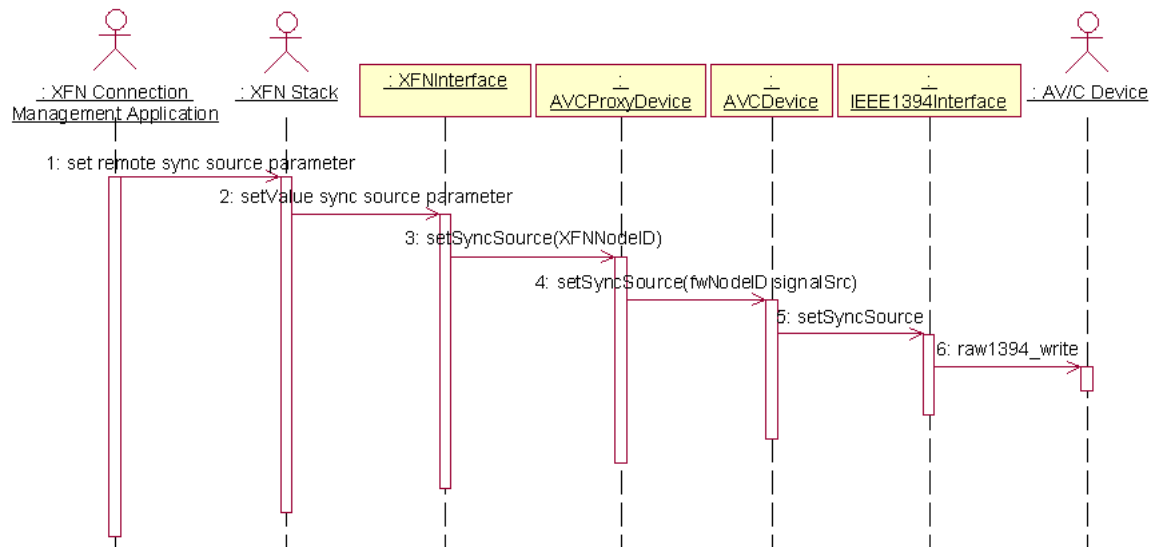 : XFN Connection
Management Application
: XFN Stack
: XFNInterface
:
AVCProxyDevice
:
AVCDevice
:
IEEE1394Interface
: AV/C Device
1: set remote sync source parameter
2: setValue sync source parameter
3: setSyncSource(XFNNodeID)
4: setSyncSource(fwNodeID signalSrc)
5: setSyncSource
6: raw1394_write